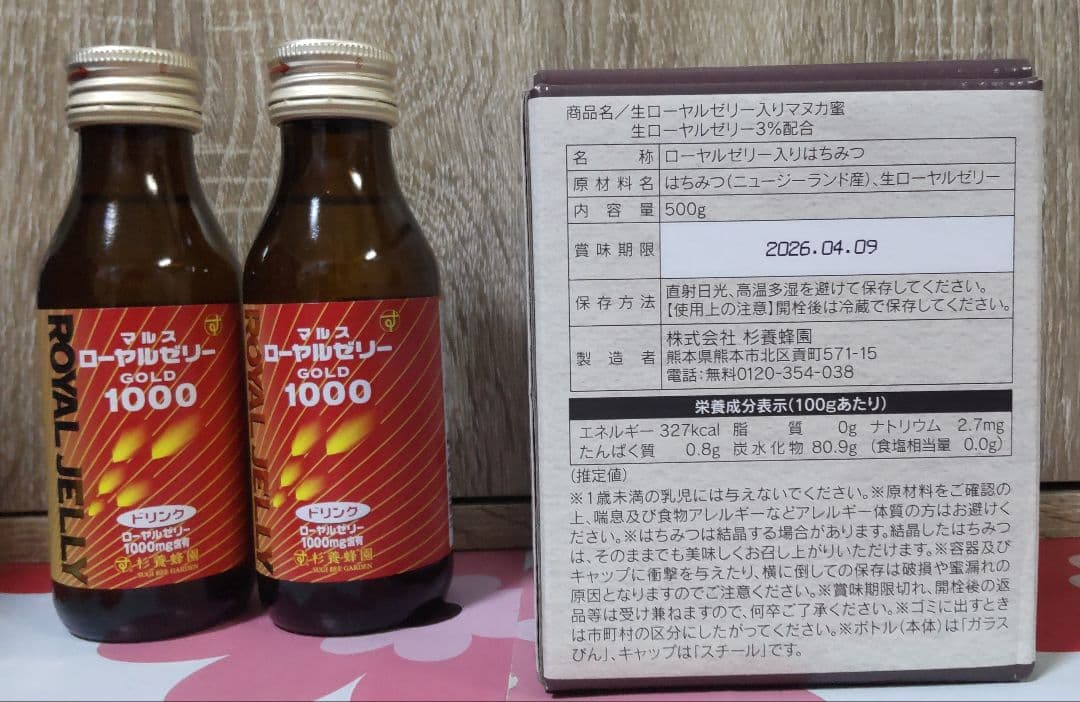 ROYAL JELLY
マルス
ローヤルゼリー
GOLD
1000
ドリンク
ローヤルゼリー
1000mg含有
杉養蜂園
SUGI BEE GARDEN
ROYAL JELLY
マルス
ローヤルゼリー
GOLD
1000
ドリンク
ローヤルゼリー
1000mg含有
杉養蜂園
SUGI BEE GARDEN
商品名／生ローヤルゼリー入りマヌカ蜜
生ローヤルゼリー3%配合
名称 ローヤルゼリー入りはちみつ
原材料名 はちみつ(ニュージーランド産)、生ローヤルゼリー
内容量 500g
賞味期限 2026.04.09
保存方法 直射日光、高温多湿を避けて保存してください。
【使用上の注意】開栓後は冷蔵で保存してください。
製造者 株式会社 杉養蜂園
熊本県熊本市北区貢町571-15
電話：無料0120-354-038
栄養成分表示(100gあたり)
エネルギー 327kcal 脂質 0g ナトリウム 2.7mg
たんぱく質 0.8g 炭水化物 80.9g (食塩相当量 0.0g)
(推定値)
※1歳未満の乳児には与えないでください。※原材料をご確認の
上、喘息及び食物アレルギーなどアレルギー体質の方はお避けく
ださい。※はちみつは結晶する場合があります。結晶したはちみつ
は、そのままでも美味しくお召し上がりいただけます。※容器及び
キャップに衝撃を与えたり、横に倒しての保存は破損や蜜漏れの
原因となりますのでご注意ください。※賞味期限切れ、開栓後の返
品等は受け兼ねますので、何卒ご了承ください。※ゴミに出すとき
は市町村の区分にしたがってください。※ボトル(本体)は「ガラス
びん」、キャップは「スチール」です。